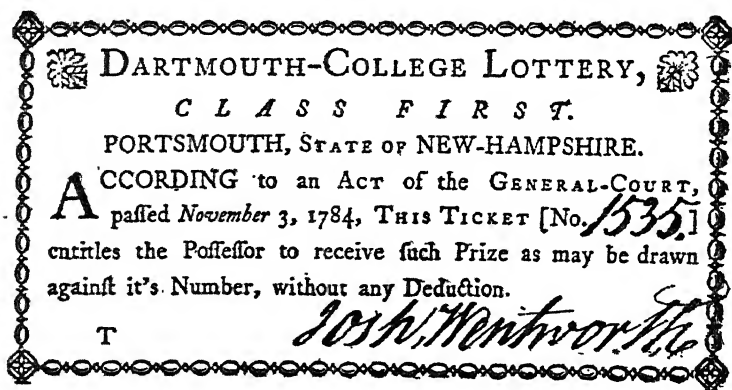 DARTMOUTH-COLLEGE LOTTERY,
CLASS FIRST.
PORTSMOUTH, STATE OF NEW-HAMPSHIRE.
ACCORDING to an ACT of the GENERAL-COURT,
paſſed November 3, 1784, THIS TICKET [No. 1535.]
entitles the Poſſeſſor to receive ſuch Prize as may be drawn
againſt it's Number, without any Deduction.
T Josh, Wentworth